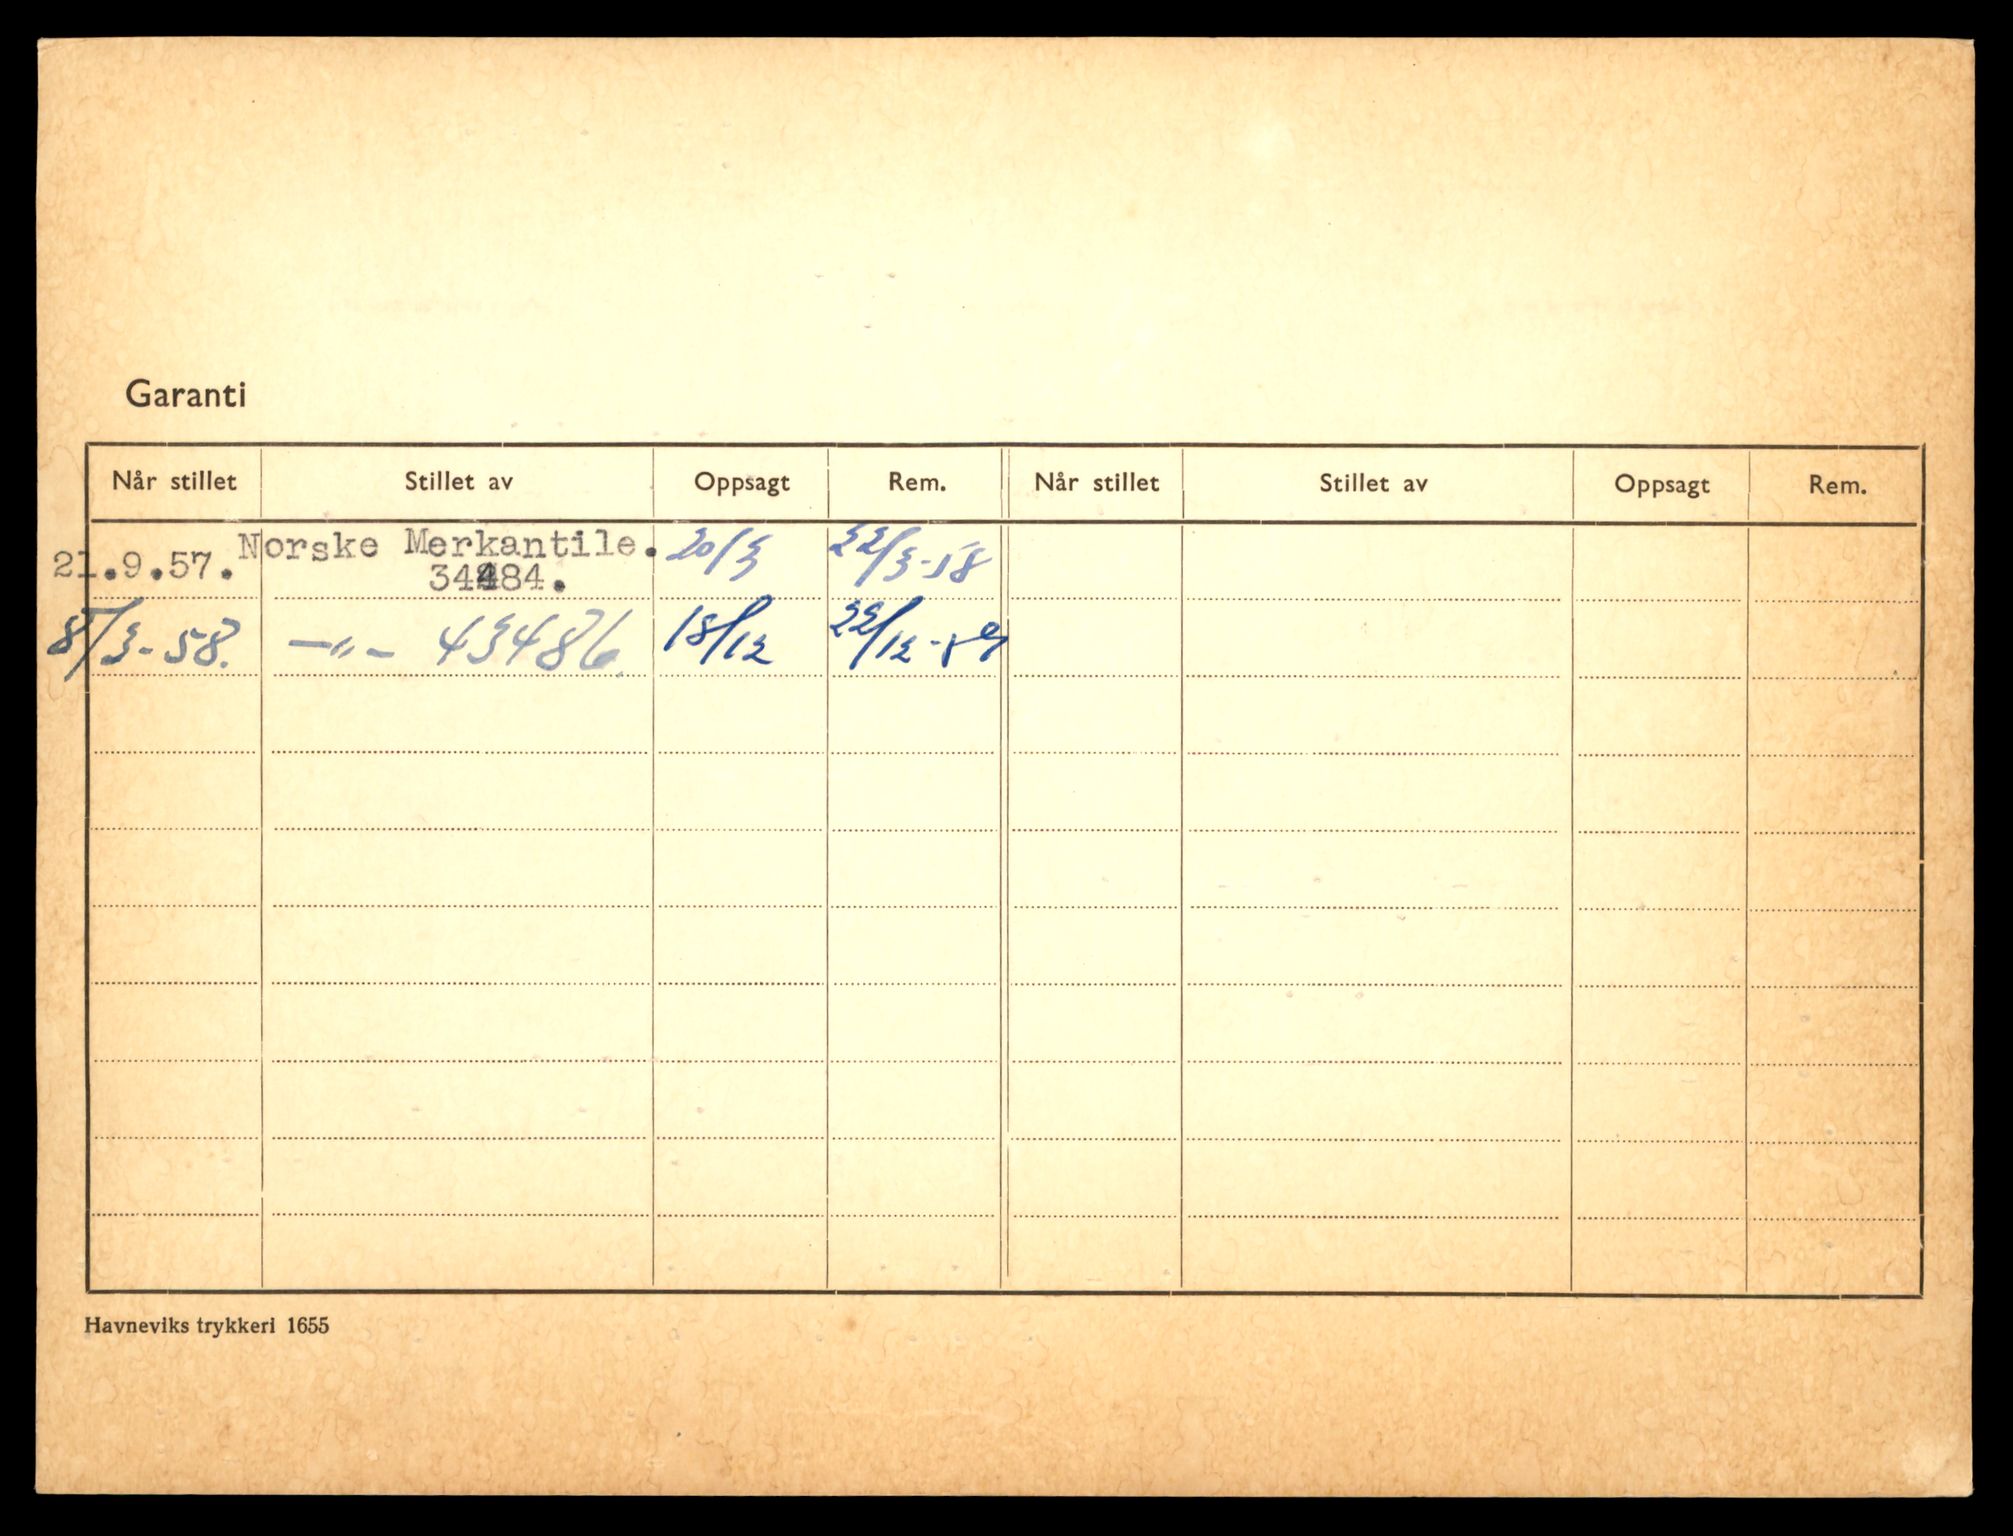 Garanti
Når stillet Stillet av Oppsagt Rem. Når stillet Stillet av Oppsagt Rem.
21.9.57. Norske Merkantile. 20/3 22/3-58
34484.
8/3-58. -"- 43486. 18/12 22/12-59
Havneviks trykkeri 1655